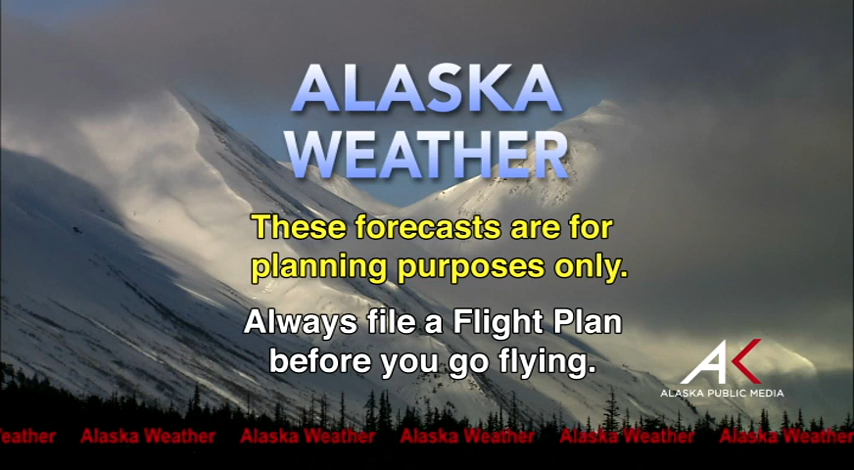 ALASKA
WEATHER
These forecasts are for
planning purposes only.
Always file a Flight Plan
before you go flying.
AK
ALASKA PUBLIC MEDIA
eather Alaska Weather Alaska Weather Alaska Weather Alaska Weather Alaska Weather